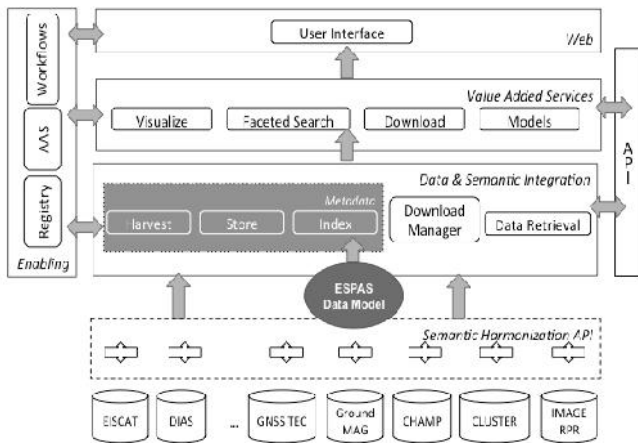 Workflows
AAS
Registry
Enabling
User Interface
Web
Value Added Services
Visualize
Faceted Search
Download
Models
API
Data & Semantic Integration
Metadata
Harvest
Store
Index
Download
Manager
Data Retrieval
ESPAS
Data Model
Semantic Harmonization API
EISCAT
DIAS
...
GNSS TEC
Ground
MAG
CHAMP
CLUSTER
IMAGE
RPR